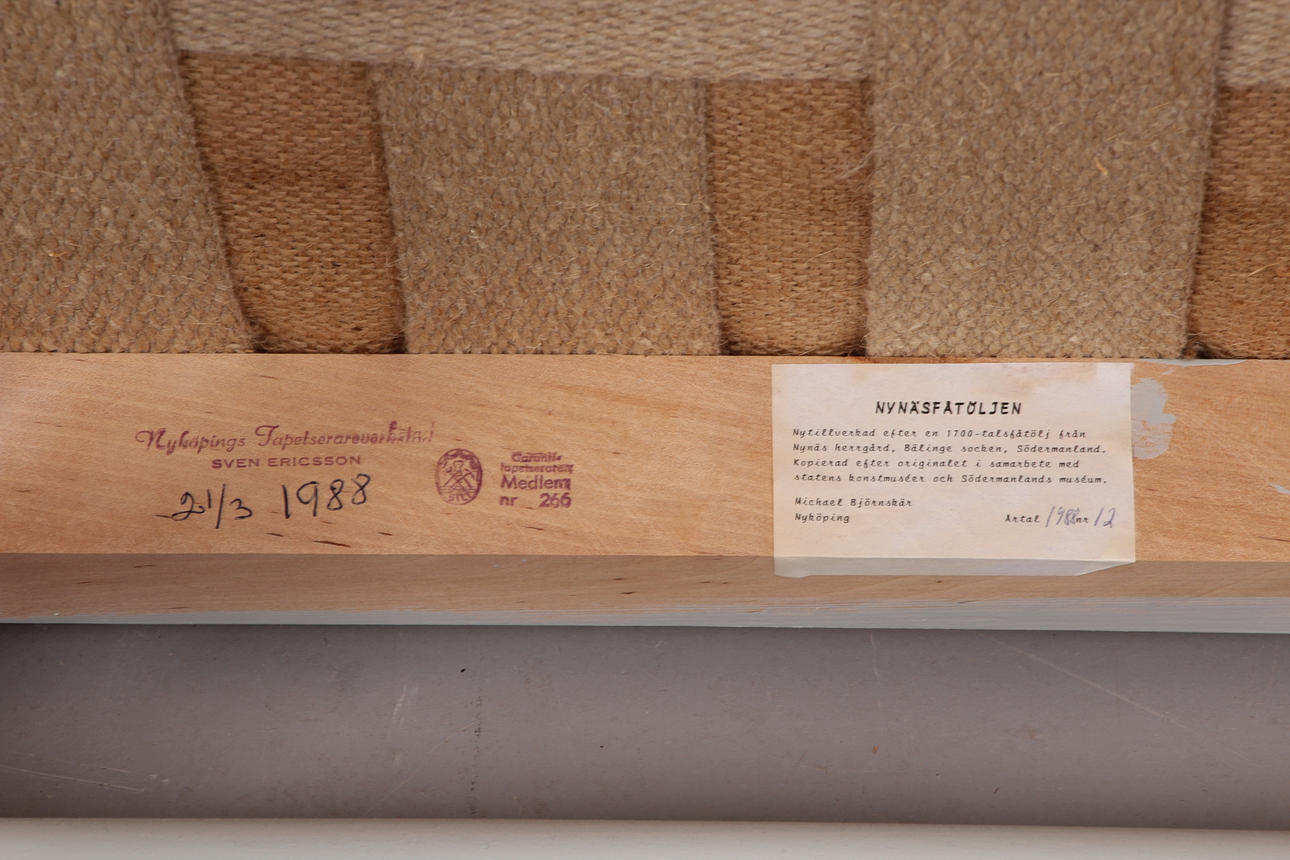 Nyköpings Tapetserareverkstad
SVEN ERICSSON
21/3 1988
Garanti-
tapetseraren
Medlem
nr 266
NYNÄSFÅTÖLJEN
Nytillverkad efter en 1700-talsfåtölj från
Nynäs herrgård, Bälinge socken, Södermanland.
Kopierad efter originalet i samarbete med
statens konstmuséer och Södermanlands muséum.
Michael Björnskär
Nyköping
Årtal 1988 nr 12